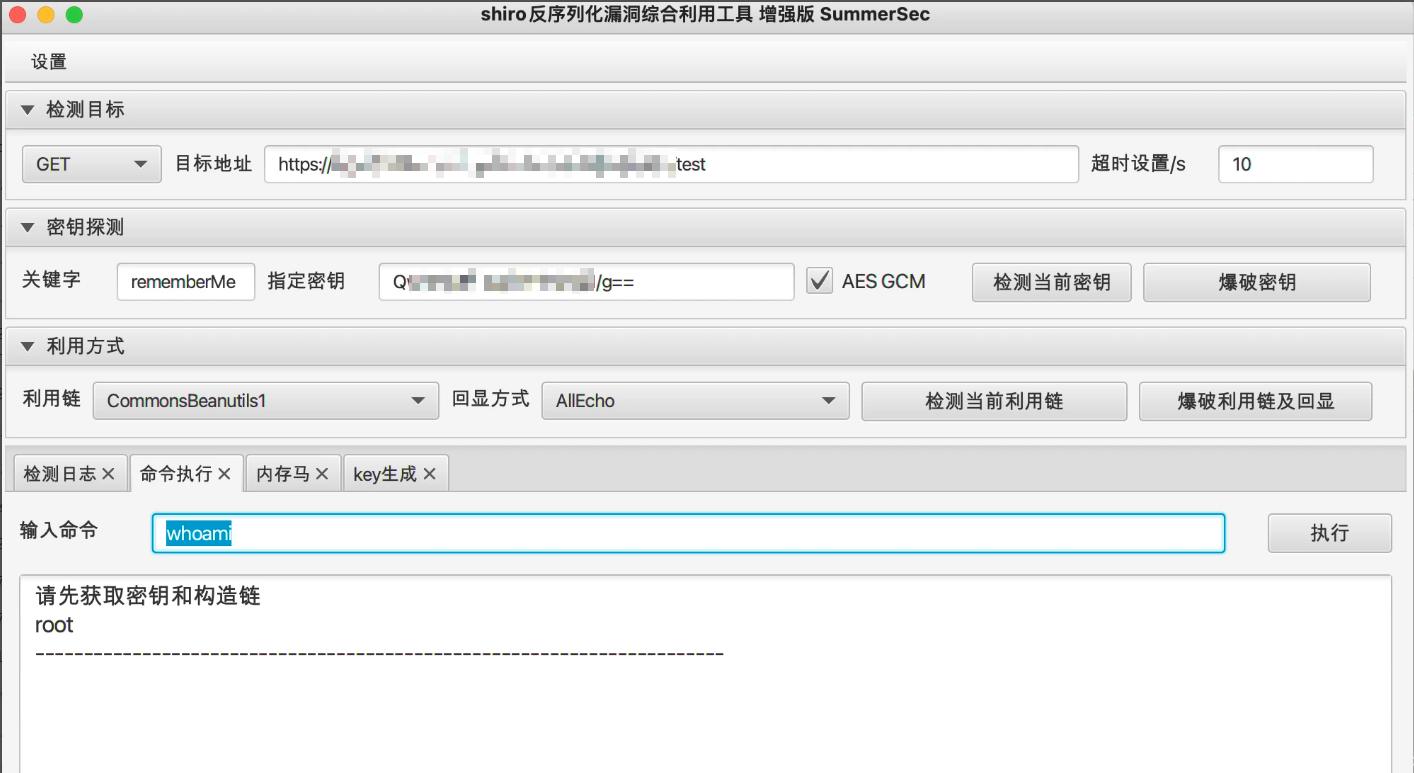 shiro反序列化漏洞综合利用工具 增强版 SummerSec
设置
检测目标
GET 目标地址 https:// /test 超时设置/s 10
密钥探测
关键字 rememberMe 指定密钥 Qv /g== AES GCM 检测当前密钥 爆破密钥
利用方式
利用链 CommonsBeanutils1 回显方式 AllEcho 检测当前利用链 爆破利用链及回显
检测日志 命令执行 内存马 key生成
输入命令 whoami 执行
请先获取密钥和构造链
root
-----------------------------------------------------------------------